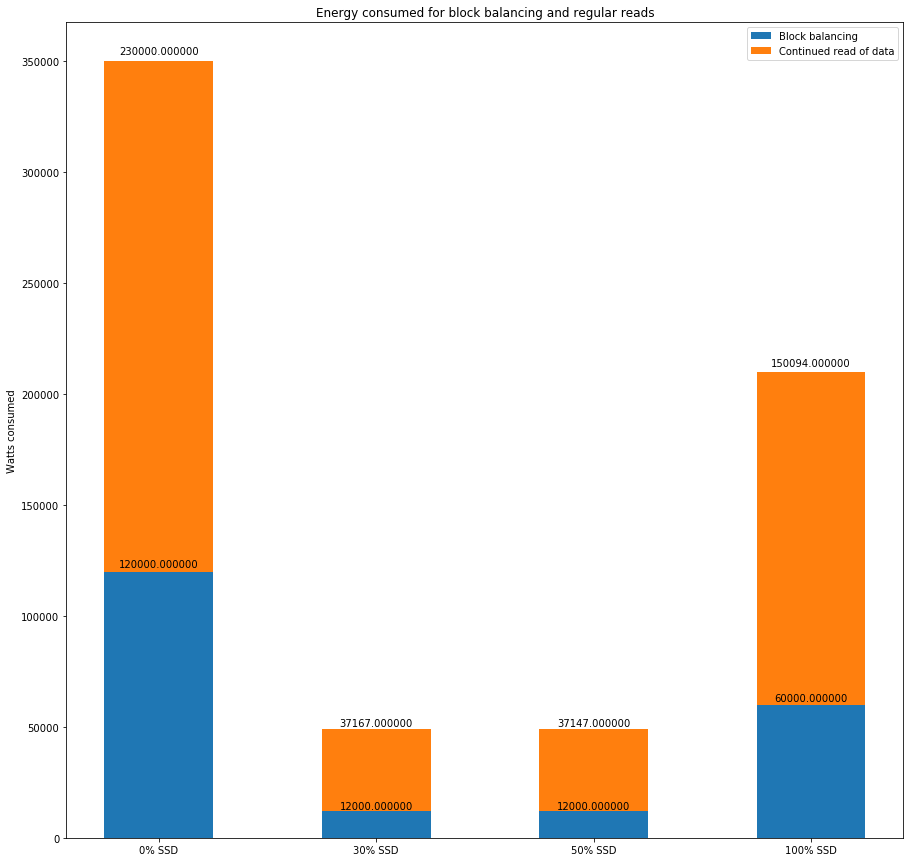 Energy consumed for block balancing and regular reads
Block balancing
Continued read of data
Watts consumed
350000
300000
250000
200000
150000
100000
50000
0
230000.000000
120000.000000
37167.000000
12000.000000
37147.000000
12000.000000
150094.000000
60000.000000
0% SSD
30% SSD
50% SSD
100% SSD